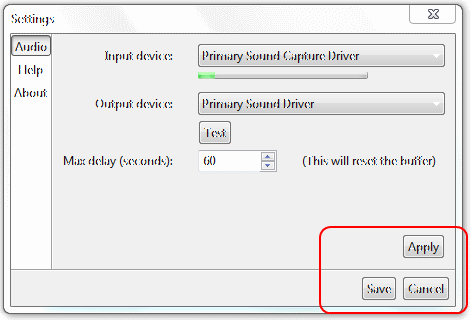 Settings
Audio
Help
About
Input device: Primary Sound Capture Driver
Output device: Primary Sound Driver
Test
Max delay (seconds): 60 (This will reset the buffer)
Apply
Save Cancel